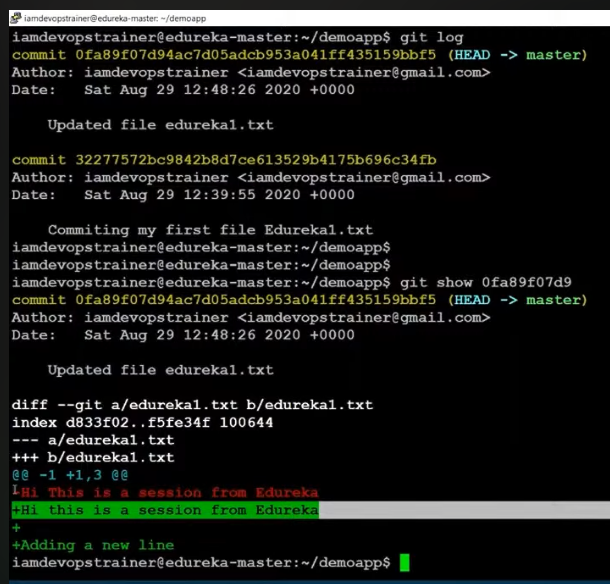 iamdevopstrainer@edureka-master: ~/demoapp
iamdevopstrainer@edureka-master:~/demoapp$ git log
commit 0fa89f07d94ac7d05adcb953a041ff435159bbf5 (HEAD -> master)
Author: iamdevopstrainer <iamdevopstrainer@gmail.com>
Date:   Sat Aug 29 12:48:26 2020 +0000
    Updated file edureka1.txt
commit 32277572bc9842b8d7ce613529b4175b696c34fb
Author: iamdevopstrainer <iamdevopstrainer@gmail.com>
Date:   Sat Aug 29 12:39:55 2020 +0000
    Commiting my first file Edureka1.txt
iamdevopstrainer@edureka-master:~/demoapp$
iamdevopstrainer@edureka-master:~/demoapp$
iamdevopstrainer@edureka-master:~/demoapp$ git show 0fa89f07d9
commit 0fa89f07d94ac7d05adcb953a041ff435159bbf5 (HEAD -> master)
Author: iamdevopstrainer <iamdevopstrainer@gmail.com>
Date:   Sat Aug 29 12:48:26 2020 +0000
    Updated file edureka1.txt
diff --git a/edureka1.txt b/edureka1.txt
index d833f02..f5fe34f 100644
--- a/edureka1.txt
+++ b/edureka1.txt
@@ -1 +1,3 @@
-Hi This is a session from Edureka
+Hi this is a session from Edureka
+
+Adding a new line
iamdevopstrainer@edureka-master:~/demoapp$